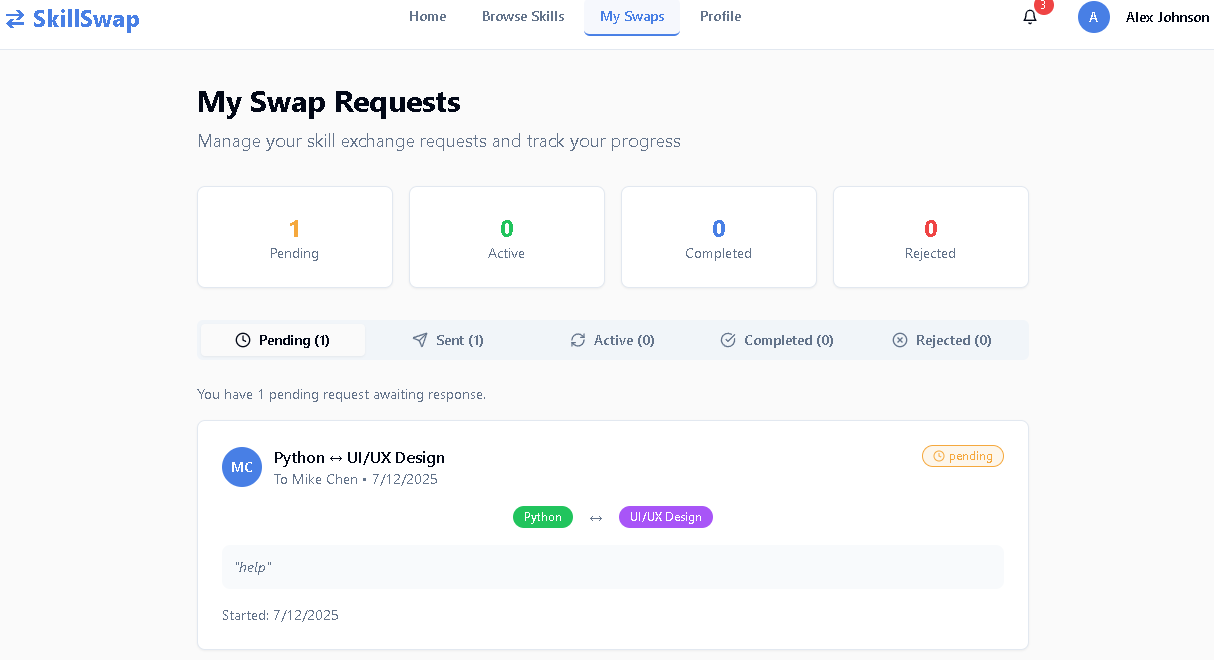 SkillSwap Home Browse Skills My Swaps Profile 3 A Alex Johnson
My Swap Requests
Manage your skill exchange requests and track your progress
1 0 0 0
Pending Active Completed Rejected
Pending (1) Sent (1) Active (0) Completed (0) Rejected (0)
You have 1 pending request awaiting response.
MC Python ↔ UI/UX Design pending
To Mike Chen • 7/12/2025
Python ↔ UI/UX Design
"help"
Started: 7/12/2025